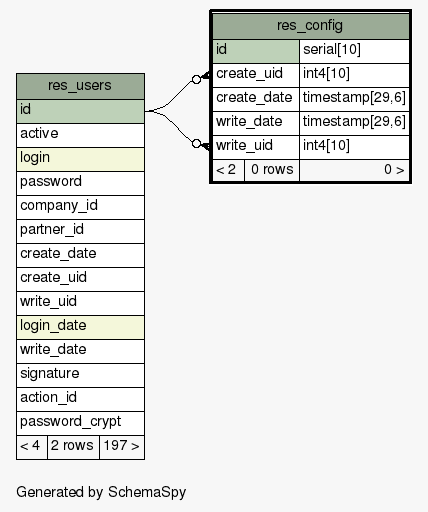 res_config
id serial[10]
create_uid int4[10]
create_date timestamp[29,6]
write_date timestamp[29,6]
write_uid int4[10]
< 2 0 rows 0 >
res_users
id
active
login
password
company_id
partner_id
create_date
create_uid
write_uid
login_date
write_date
signature
action_id
password_crypt
< 4 2 rows 197 >
Generated by SchemaSpy